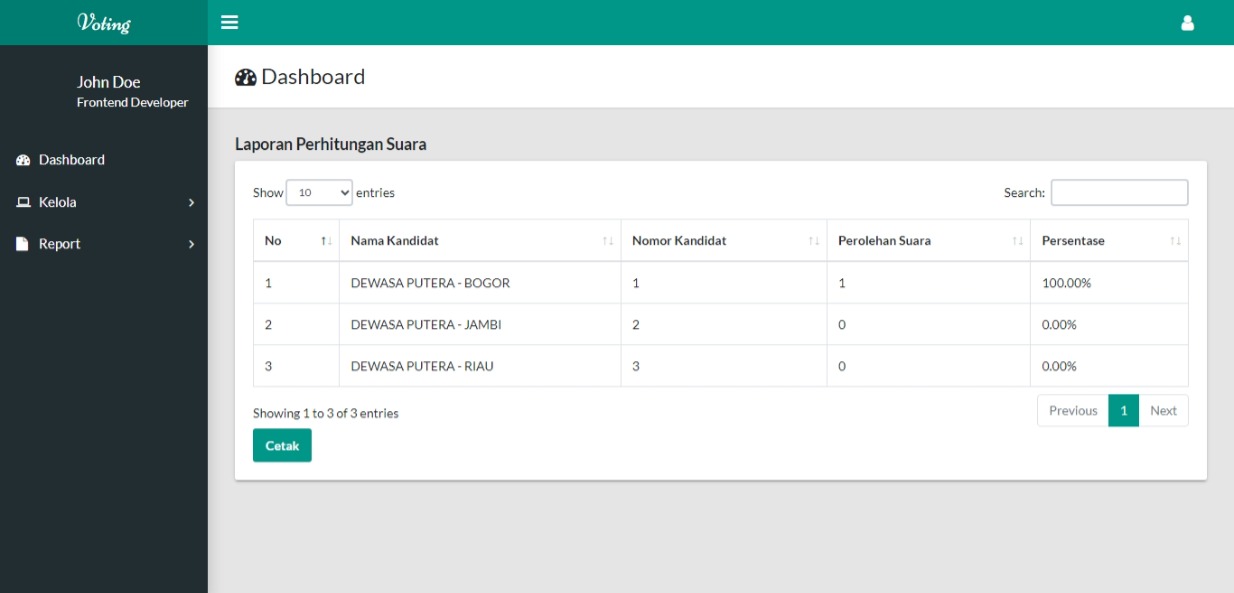 Voting
John Doe
Frontend Developer
Dashboard
Kelola
Report
Dashboard
Laporan Perhitungan Suara
Show 10 entries Search:
No Nama Kandidat Nomor Kandidat Perolehan Suara Persentase
1 DEWASA PUTERA - BOGOR 1 1 100.00%
2 DEWASA PUTERA - JAMBI 2 0 0.00%
3 DEWASA PUTERA - RIAU 3 0 0.00%
Showing 1 to 3 of 3 entries Previous 1 Next
Cetak